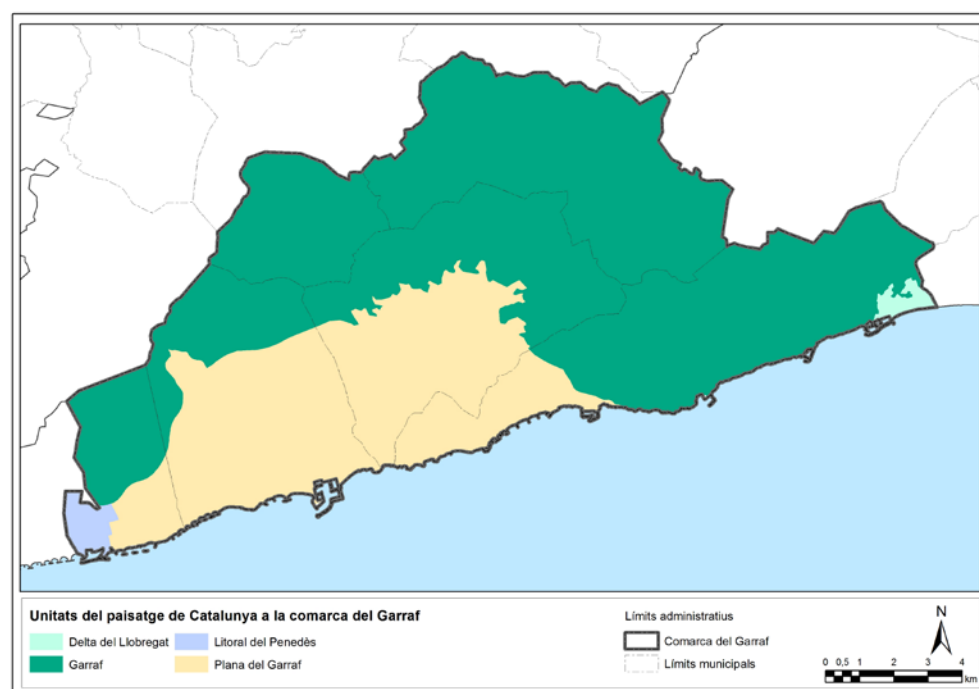 Unitats del paisatge de Catalunya a la comarca del Garraf
Delta del Llobregat
Litoral del Penedès
Garraf
Plana del Garraf
Límits administratius
Comarca del Garraf
Límits municipals
N
0 0,5 1 2 3 4
km